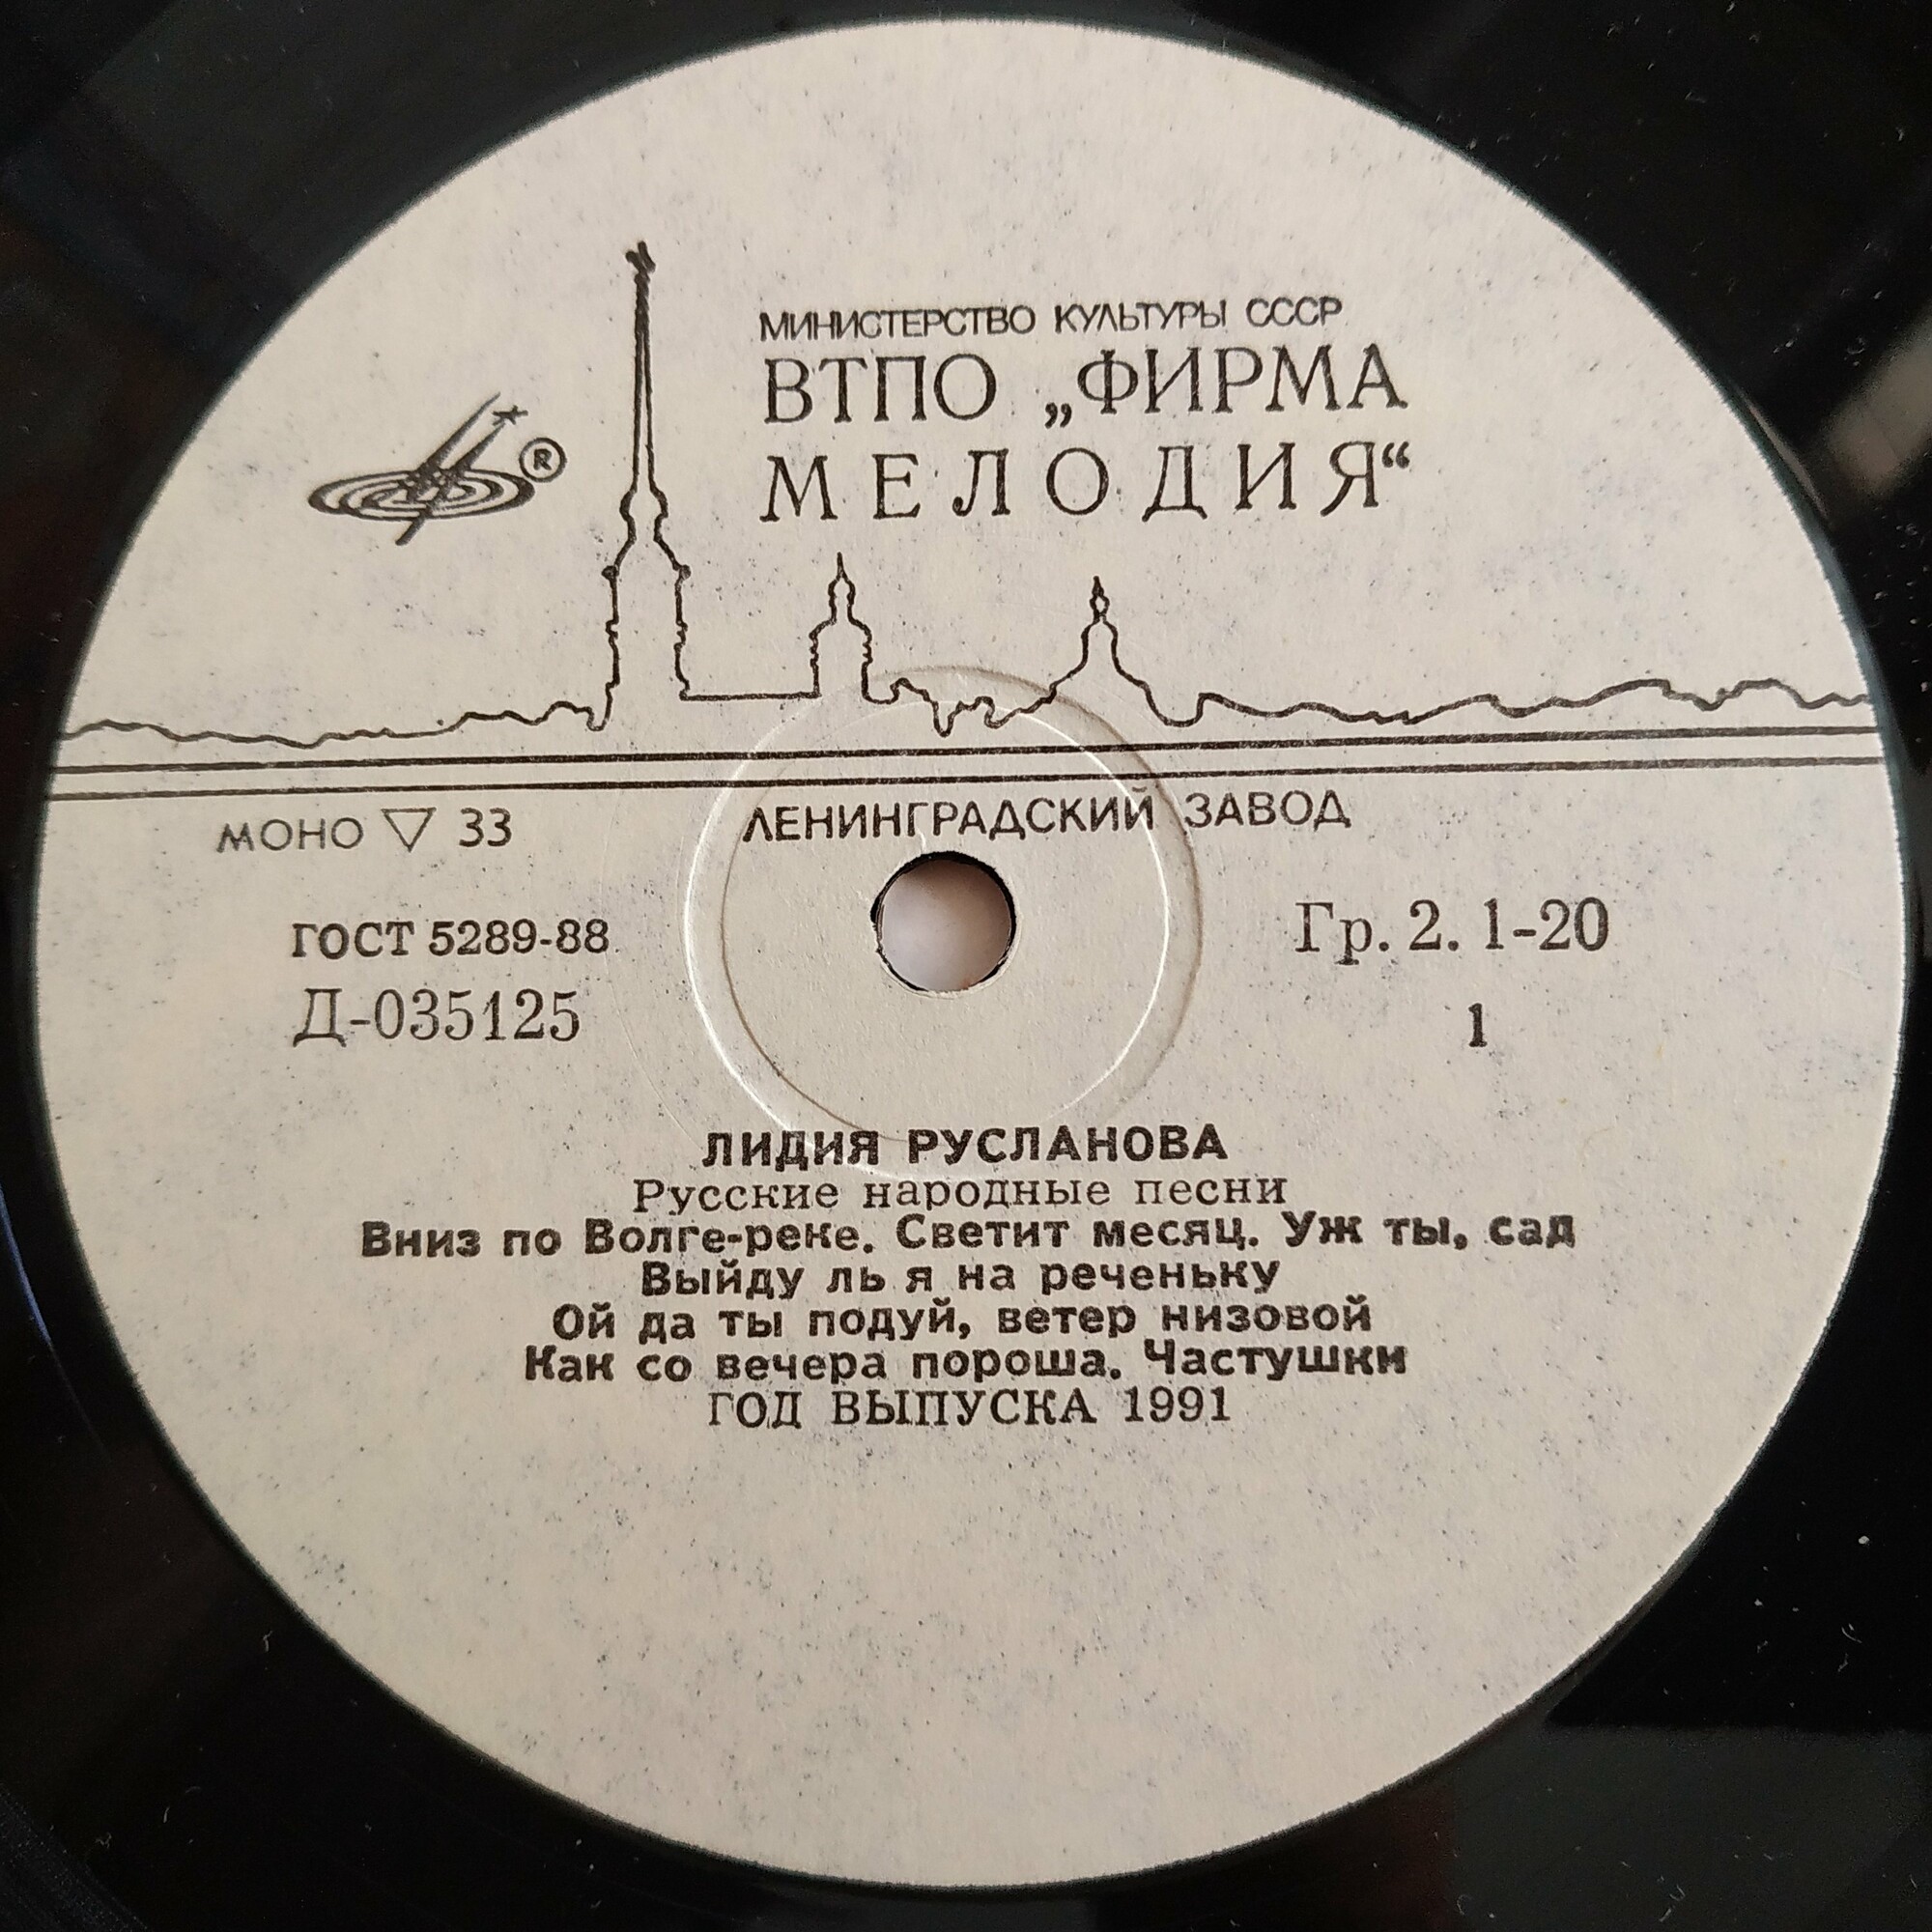 МИНИСТЕРСТВО КУЛЬТУРЫ СССР
ВТПО „ФИРМА
МЕЛОДИЯ“
®
МОНО ▽ 33
ЛЕНИНГРАДСКИЙ ЗАВОД
ГОСТ 5289-88
Гр. 2. 1-20
Д-035125
1
ЛИДИЯ РУСЛАНОВА
Русские народные песни
Вниз по Волге-реке. Светит месяц. Уж ты, сад
Выйду ль я на реченьку
Ой да ты подуй, ветер низовой
Как со вечера пороша. Частушки
ГОД ВЫПУСКА 1991